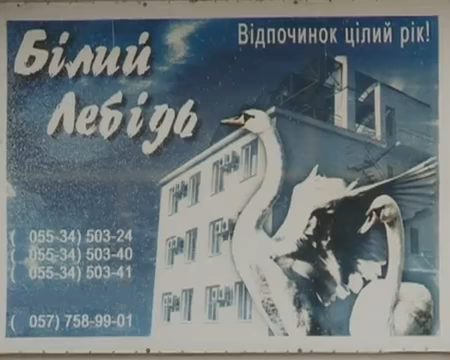 Відпочинок цілий рік!
Білий
Лебідь
( 055-34) 503-24
( 055-34) 503-40
( 055-34) 503-41
( 057) 758-99-01